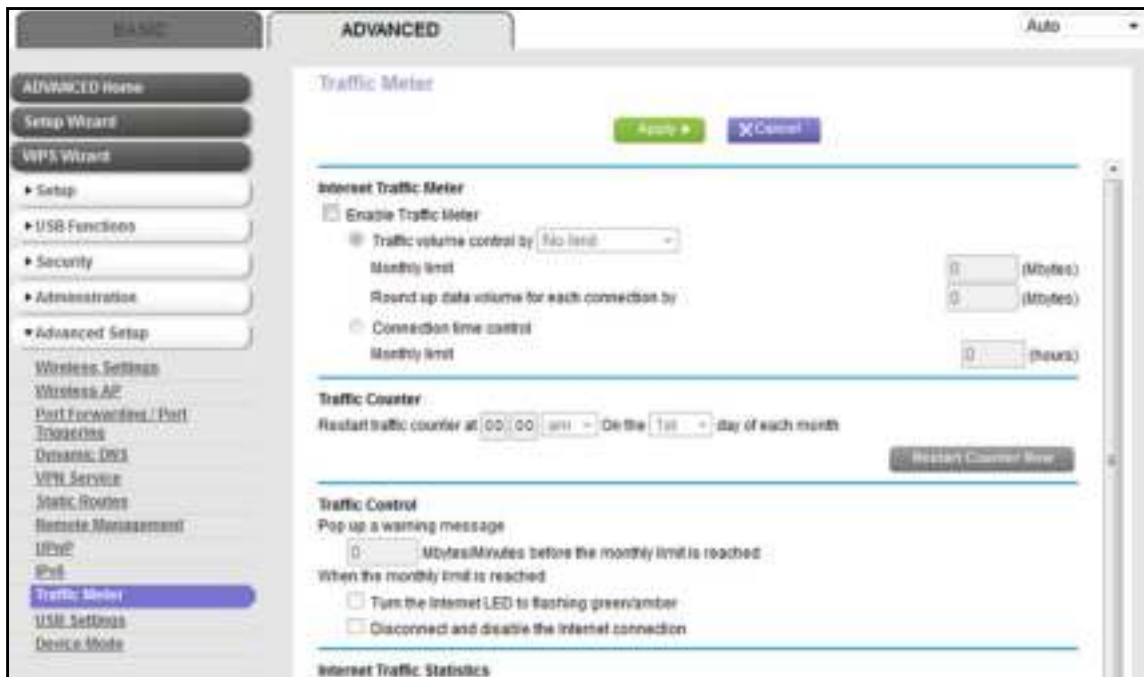 BASIC
ADVANCED
Auto
ADVANCED Home
Setup Wizard
WPS Wizard
Setup
USB Functions
Security
Administration
Advanced Setup
Wireless Settings
Wireless AP
Port Forwarding / Port
Triggering
Dynamic DNS
VPN Service
Static Routes
Remote Management
UPnP
IPv6
Traffic Meter
USB Settings
Device Mode
Traffic Meter
Apply
X Cancel
Internet Traffic Meter
Enable Traffic Meter
Traffic volume control by No limit
Monthly limit 0 (Mbytes)
Round up data volume for each connection by 0 (Mbytes)
Connection time control
Monthly limit 0 (hours)
Traffic Counter
Restart traffic counter at 00 : 00 am On the 1st day of each month
Restart Counter Now
Traffic Control
Pop up a warning message
0 Mbytes/Minutes before the monthly limit is reached
When the monthly limit is reached
Turn the Internet LED to flashing green/amber
Disconnect and disable the Internet connection
Internet Traffic Statistics